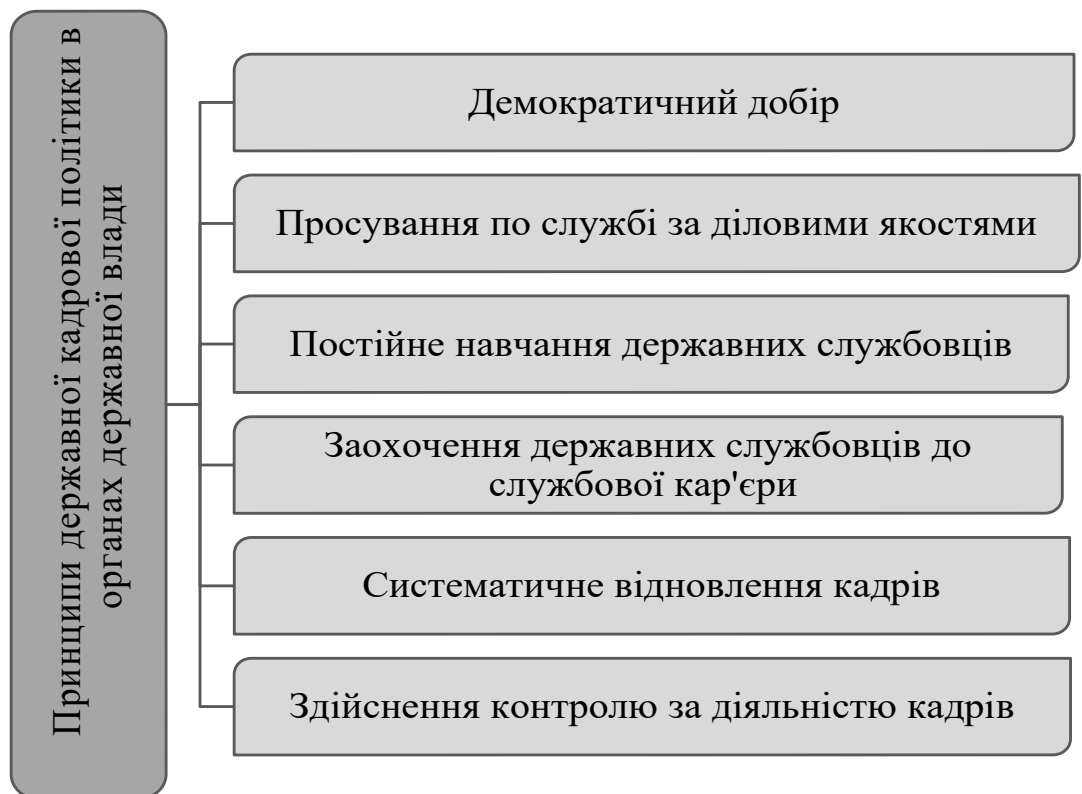 Принципи державної кадрової політики в
органах державної влади
Демократичний добір
Просування по службі за діловими якостями
Постійне навчання державних службовців
Заохочення державних службовців до
службової кар'єри
Систематичне відновлення кадрів
Здійснення контролю за діяльністю кадрів